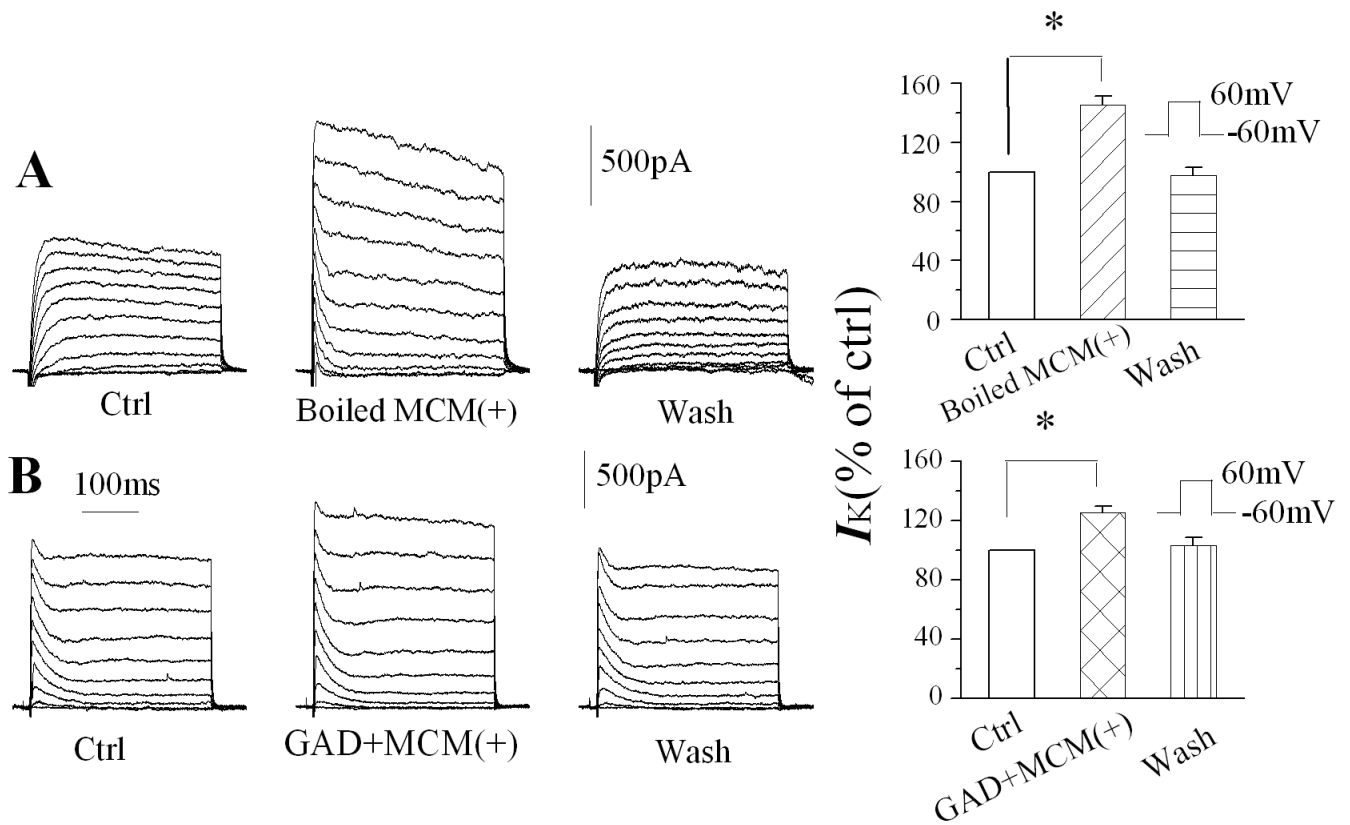 A
Ctrl
Boiled MCM(+)
Wash
500pA
B
100ms
500pA
Ctrl
GAD+MCM(+)
Wash
IK(% of ctrl)
*
160
120
80
40
0
60mV
-60mV
Ctrl
Boiled MCM(+)
Wash
*
160
120
80
40
0
60mV
-60mV
Ctrl
GAD+MCM(+)
Wash